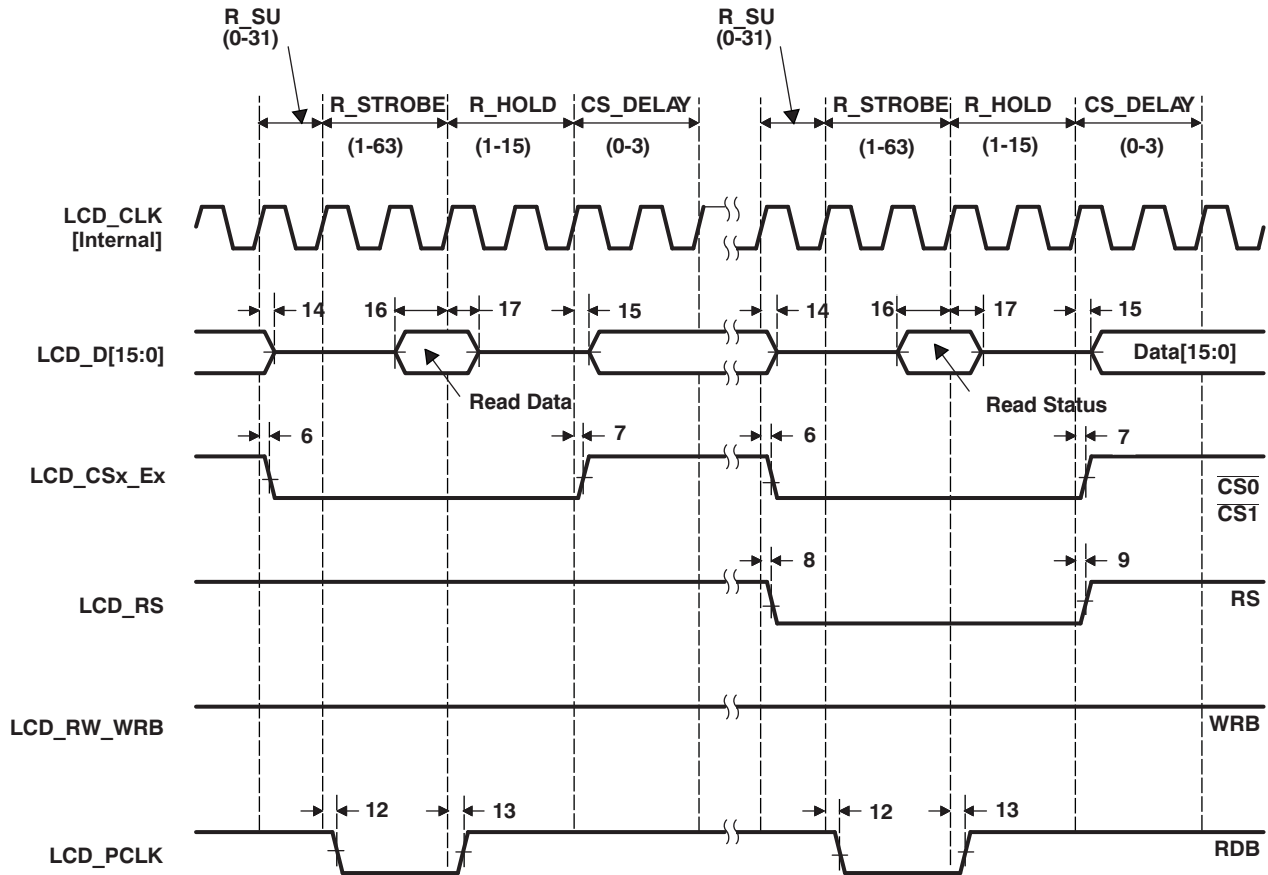 R_SU
(0-31)
R_SU
(0-31)
R_STROBE R_HOLD CS_DELAY
R_STROBE R_HOLD CS_DELAY
(1-63) (1-15) (0-3)
(1-63) (1-15) (0-3)
LCD_CLK
[Internal]
14 16 17 15
14 16 17 15
LCD_D[15:0]
Data[15:0]
Read Data
Read Status
6 7
6 7
LCD_CSx_Ex
CS0
CS1
8 9
LCD_RS
RS
LCD_RW_WRB
WRB
12 13
12 13
LCD_PCLK
RDB